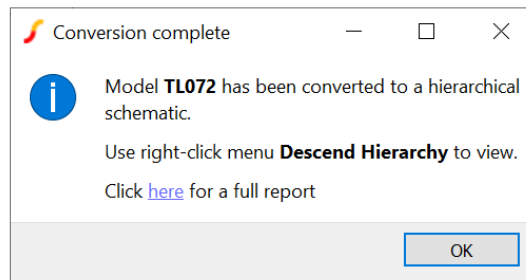 Conversion complete
Model TL072 has been converted to a hierarchical
schematic.
Use right-click menu Descend Hierarchy to view.
Click here for a full report
OK